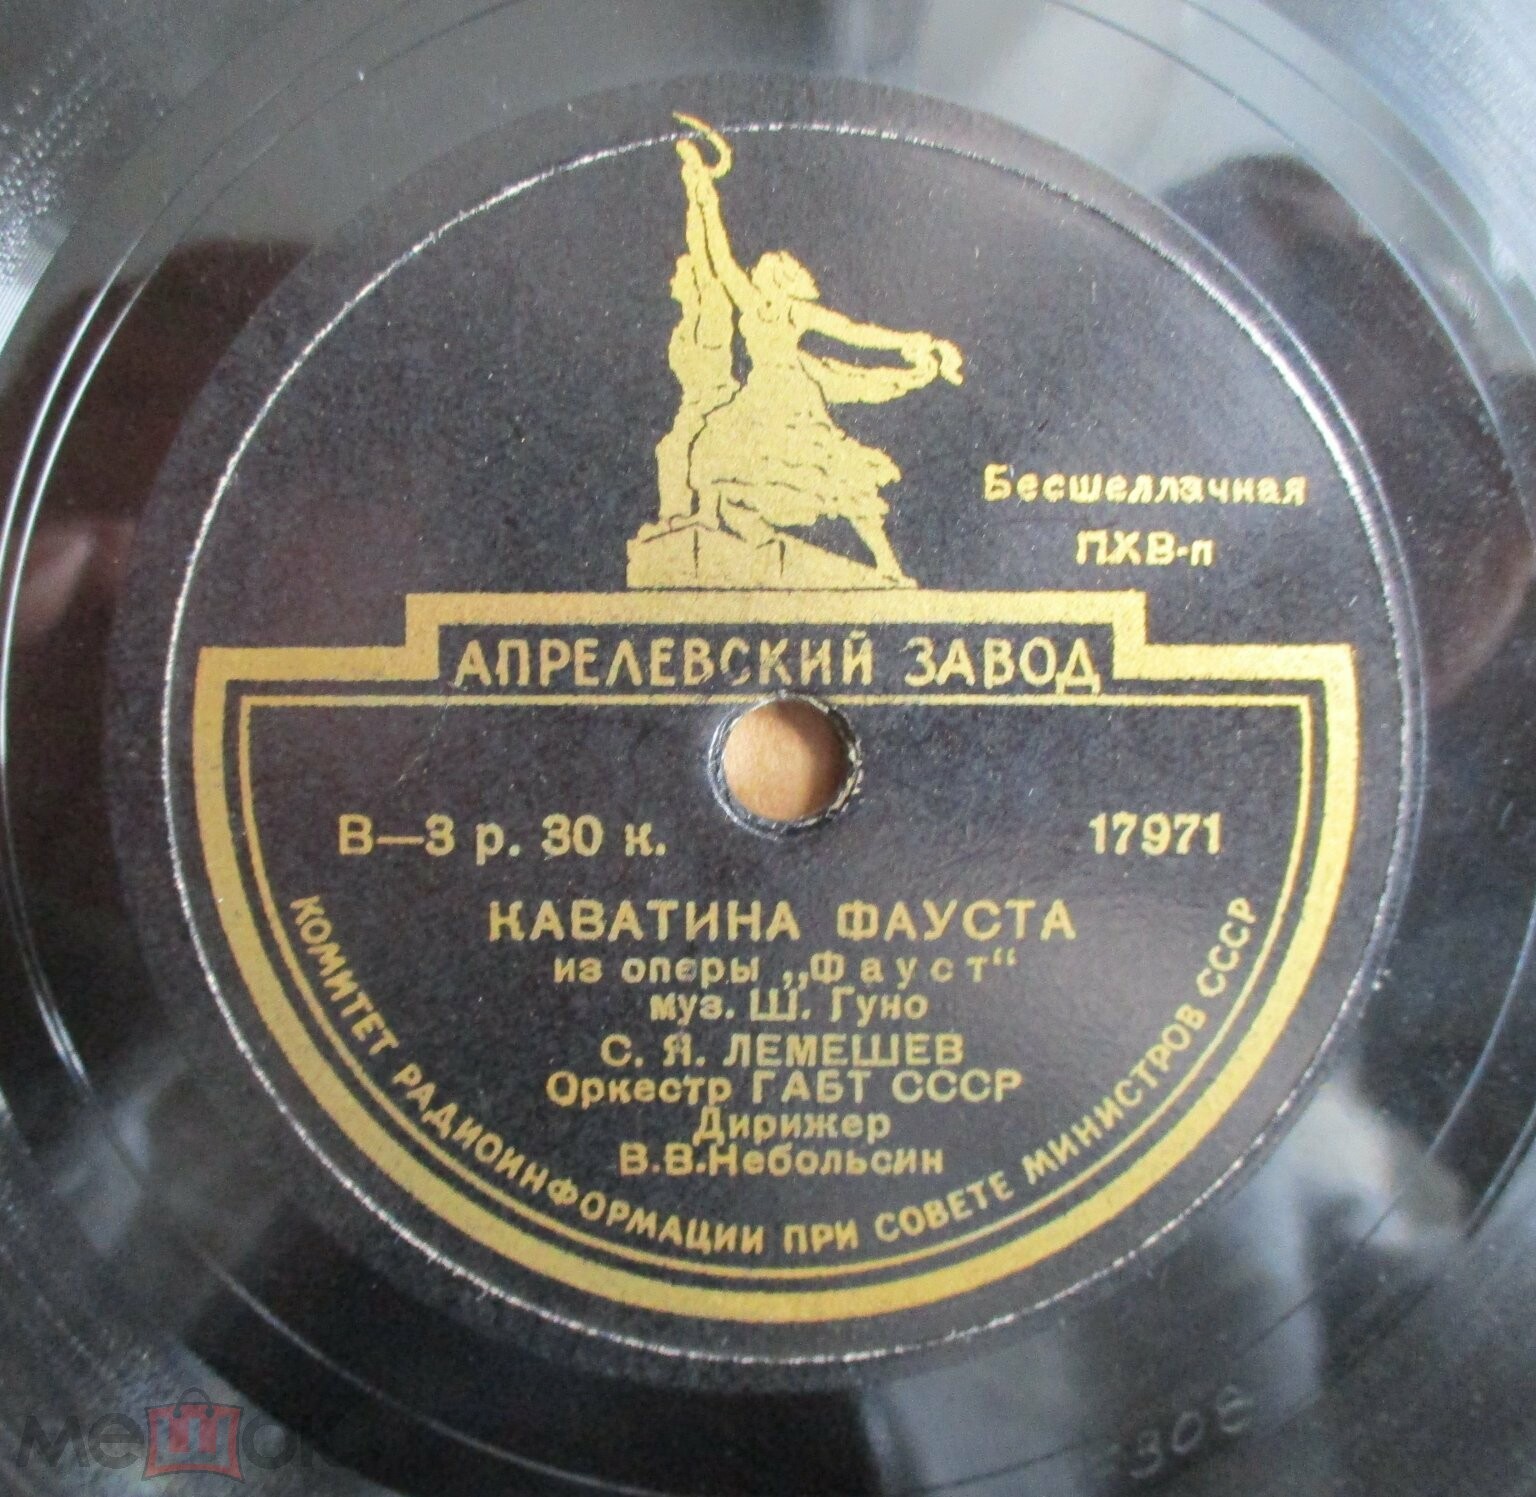 Бесшеллачная
ПХВ-п
АПРЕЛЕВСКИЙ ЗАВОД
В—3 р. 30 к.
17971
КАВАТИНА ФАУСТА
из оперы „Фауст“
муз. Ш. Гуно
С. Я. ЛЕМЕШЕВ
Оркестр ГАБТ СССР
Дирижер
В.В.Небольсин
КОМИТЕТ РАДИОИНФОРМАЦИИ ПРИ СОВЕТЕ МИНИСТРОВ СССР
мешок